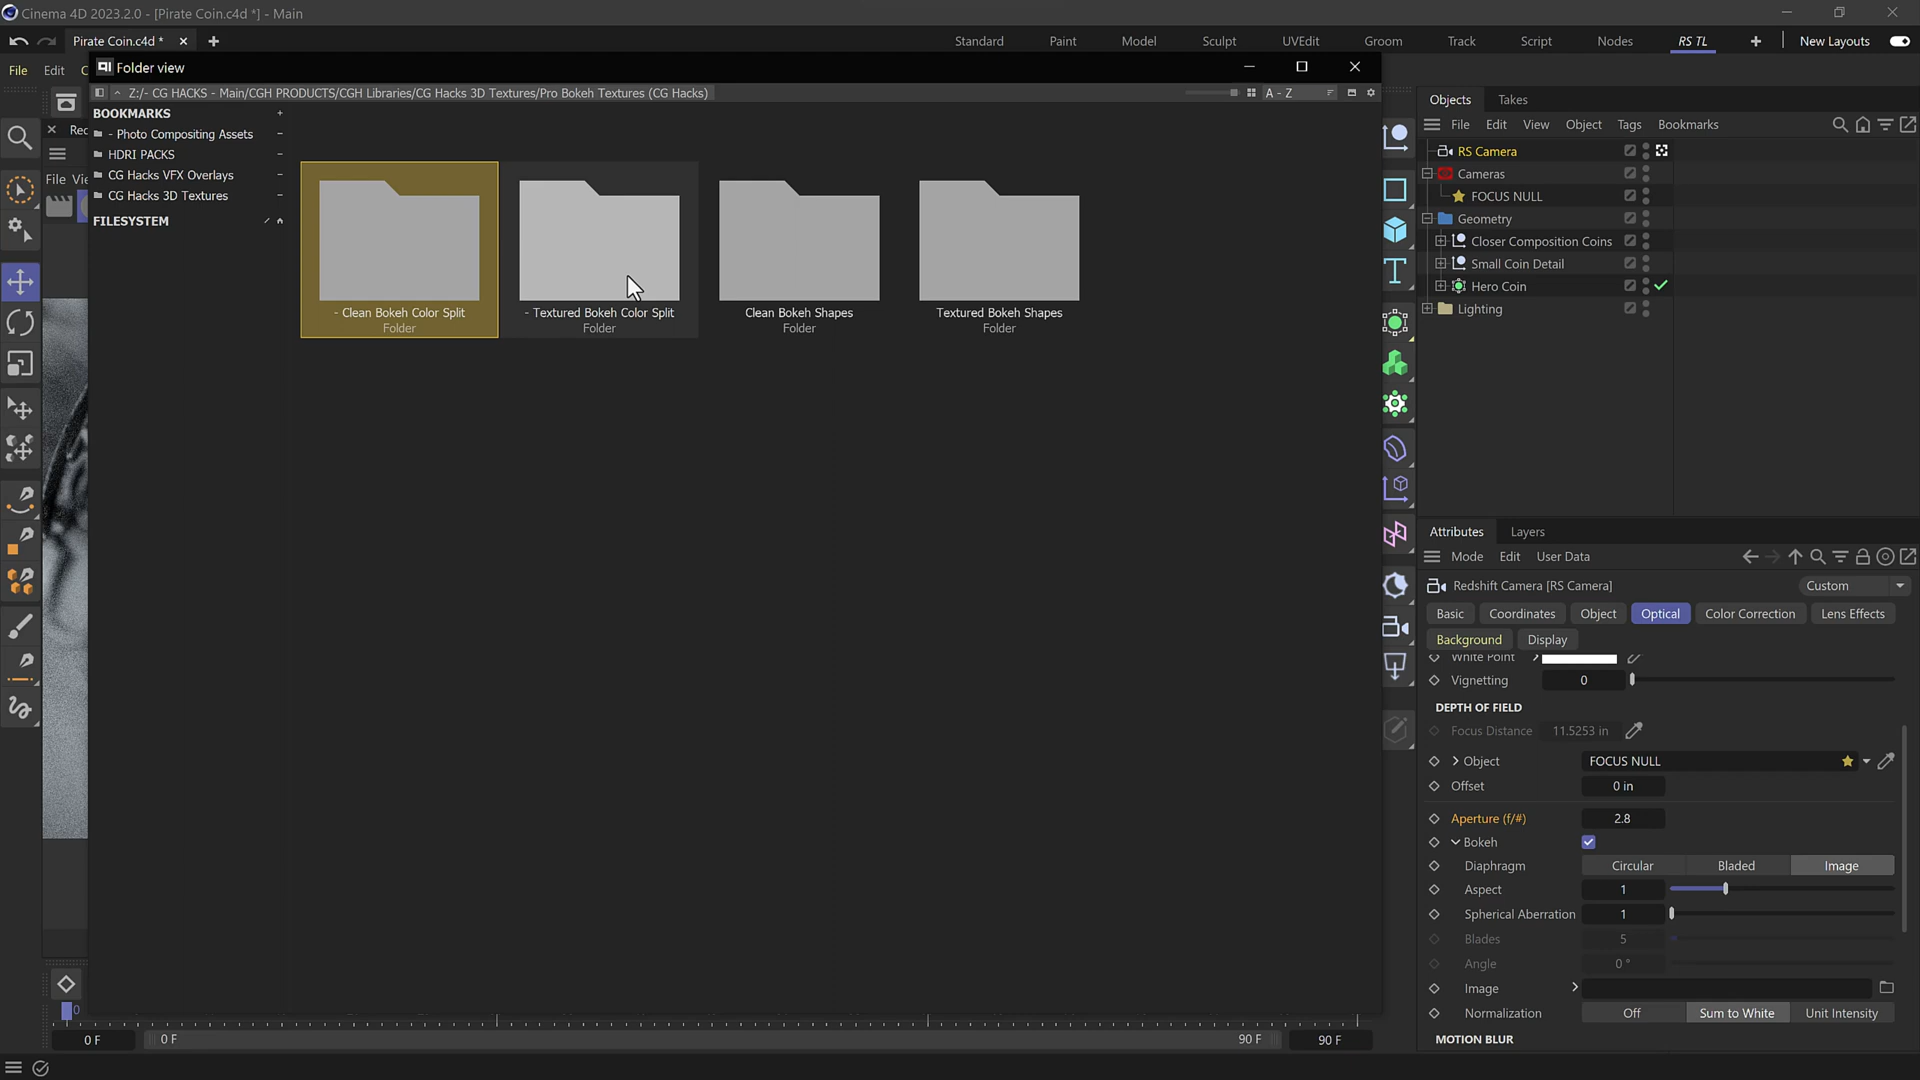 Cinema 4D 2023.2.0 - [Pirate Coin.c4d *] - Main
Pirate Coin.c4d *
Standard
Paint
Model
Sculpt
UVEdit
Groom
Track
Script
Nodes
RS TL
New Layouts
File
Edit
Folder view
Z:/- CG HACKS - Main/CGH PRODUCTS/CGH Libraries/CG Hacks 3D Textures/Pro Bokeh Textures (CG Hacks)
A - Z
BOOKMARKS
- Photo Compositing Assets
HDRI PACKS
CG Hacks VFX Overlays
CG Hacks 3D Textures
FILESYSTEM
- Clean Bokeh Color Split
Folder
- Textured Bokeh Color Split
Folder
Clean Bokeh Shapes
Folder
Textured Bokeh Shapes
Folder
File
0
0 F
0 F
90 F
90 F
Objects
Takes
File
Edit
View
Object
Tags
Bookmarks
RS Camera
Cameras
FOCUS NULL
Geometry
Closer Composition Coins
Small Coin Detail
Hero Coin
Lighting
Attributes
Layers
Mode
Edit
User Data
Redshift Camera [RS Camera]
Custom
Basic
Coordinates
Object
Optical
Color Correction
Lens Effects
Background
Display
White Point
Vignetting
0
DEPTH OF FIELD
Focus Distance
11.5253 in
Object
FOCUS NULL
Offset
0 in
Aperture (f/#)
2.8
Bokeh
Diaphragm
Circular
Bladed
Image
Aspect
1
Spherical Aberration
1
Blades
5
Angle
0 °
Image
Normalization
Off
Sum to White
Unit Intensity
MOTION BLUR